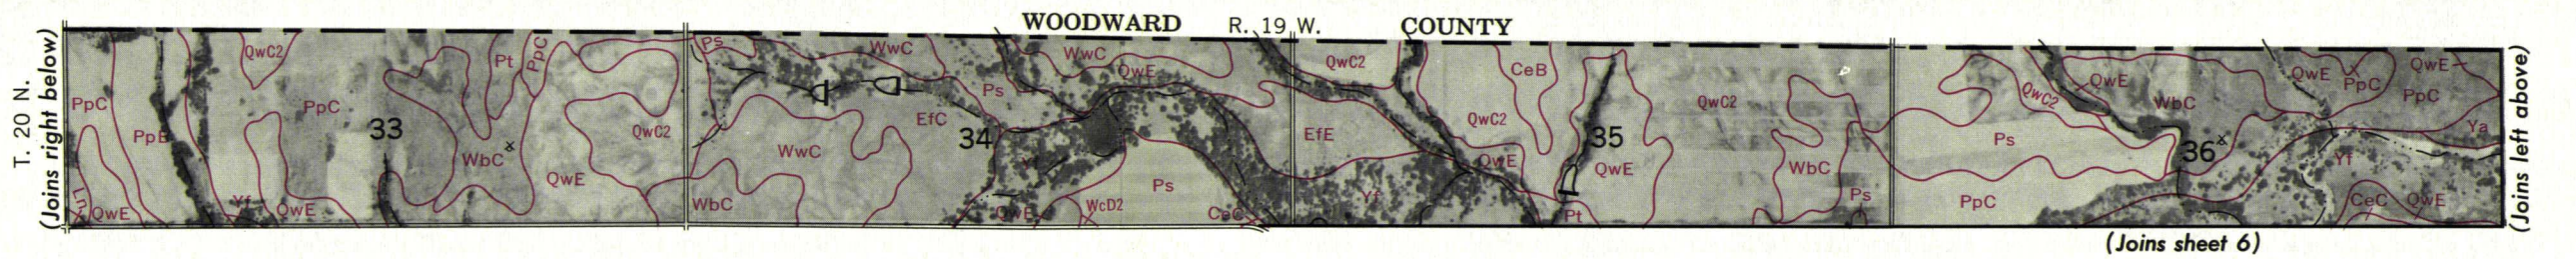 WOODWARD R. 19 W. COUNTY
T. 20 N.
(Joins right below)
(Joins left above)
(Joins sheet 6)
QwC2 Pt PpC Ps WwC WwC QwE QwC2 CeB QwC2 QwE QwE PpC QwE
PpC PpC 33 QwC2 EfC Ps 34 EfE QwC2 35 QwC2 WbC PpC
PpE WbC QwE WwC Yf QwE QwE WbC Ps 36 Yf Ya
Ln QwE Yf QwE WbC QwE WcD2 Ps CeC Yf Pt Ps PpC CeC QwE